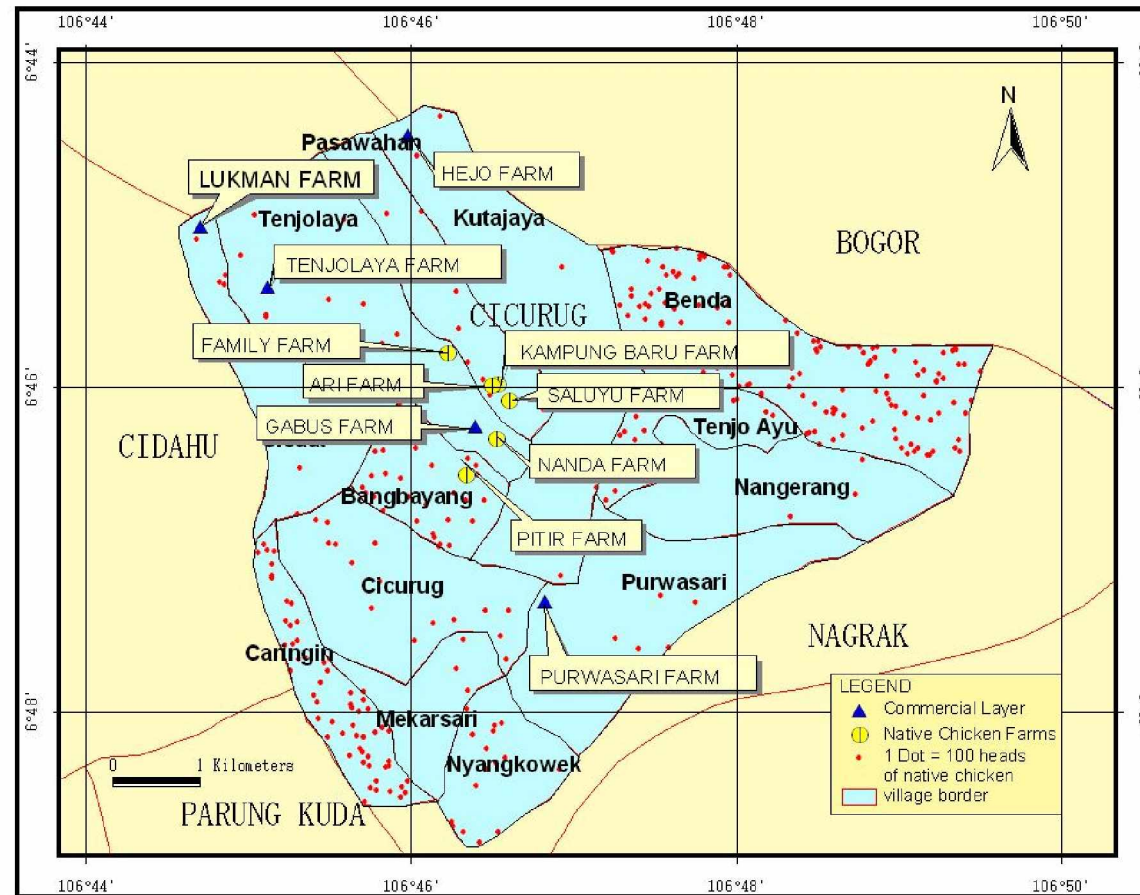 106°44'
106°46'
106°48'
106°50'
6°44'
N
Pasawahan
HEJO FARM
LUKMAN FARM
Tenjolaya
Kutajaya
BOGOR
TENJOLAYA FARM
Benda
CICURUG
FAMILY FARM
KAMPUNG BARU FARM
6°46'
ARI FARM
SALUYU FARM
GABUS FARM
Tenjo Ayu
CIDAHU
NANDA FARM
Nangerang
Bangbayang
PITIR FARM
Cicurug
Purwasari
NAGRAK
Caringin
PURWASARI FARM
LEGEND
Commercial Layer
Native Chicken Farms
1 Dot = 100 heads
of native chicken
village border
6°48'
Mekarsari
Nyangkowek
0 1 Kilometers
PARUNG KUDA
106°44'
106°46'
106°48'
106°50'